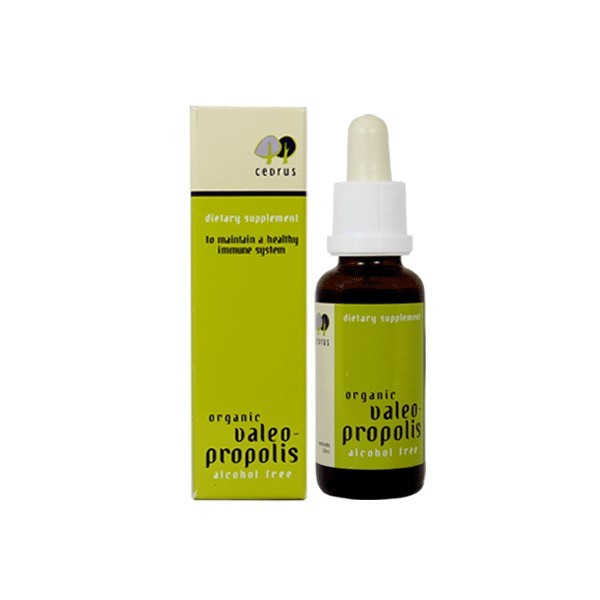 CEDRUS
dietary supplement
to maintain a healthy
immune system
organic
valeo-
propolis
alcohol free
dietary supplement
organic
valeo-
propolis
alcohol free